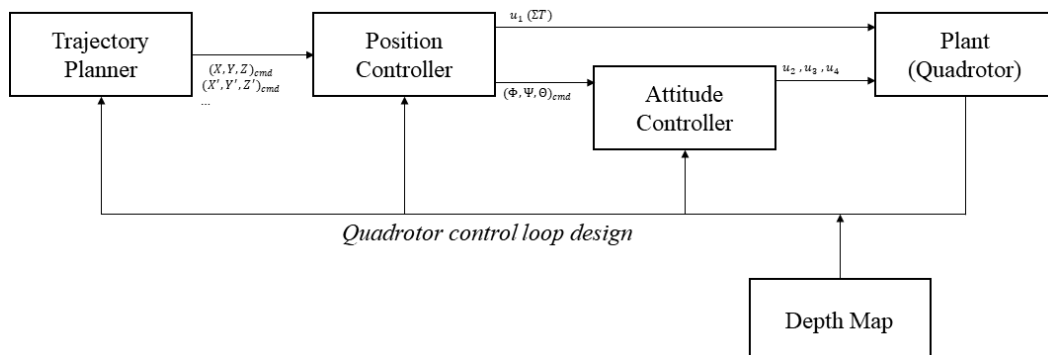 Trajectory
Planner
(X, Y, Z)cmd
(X′, Y′, Z′)cmd
...
Position
Controller
u1 (ΣT)
(Φ, Ψ, Θ)cmd
Attitude
Controller
u2 , u3 , u4
Plant
(Quadrotor)
Quadrotor control loop design
Depth Map